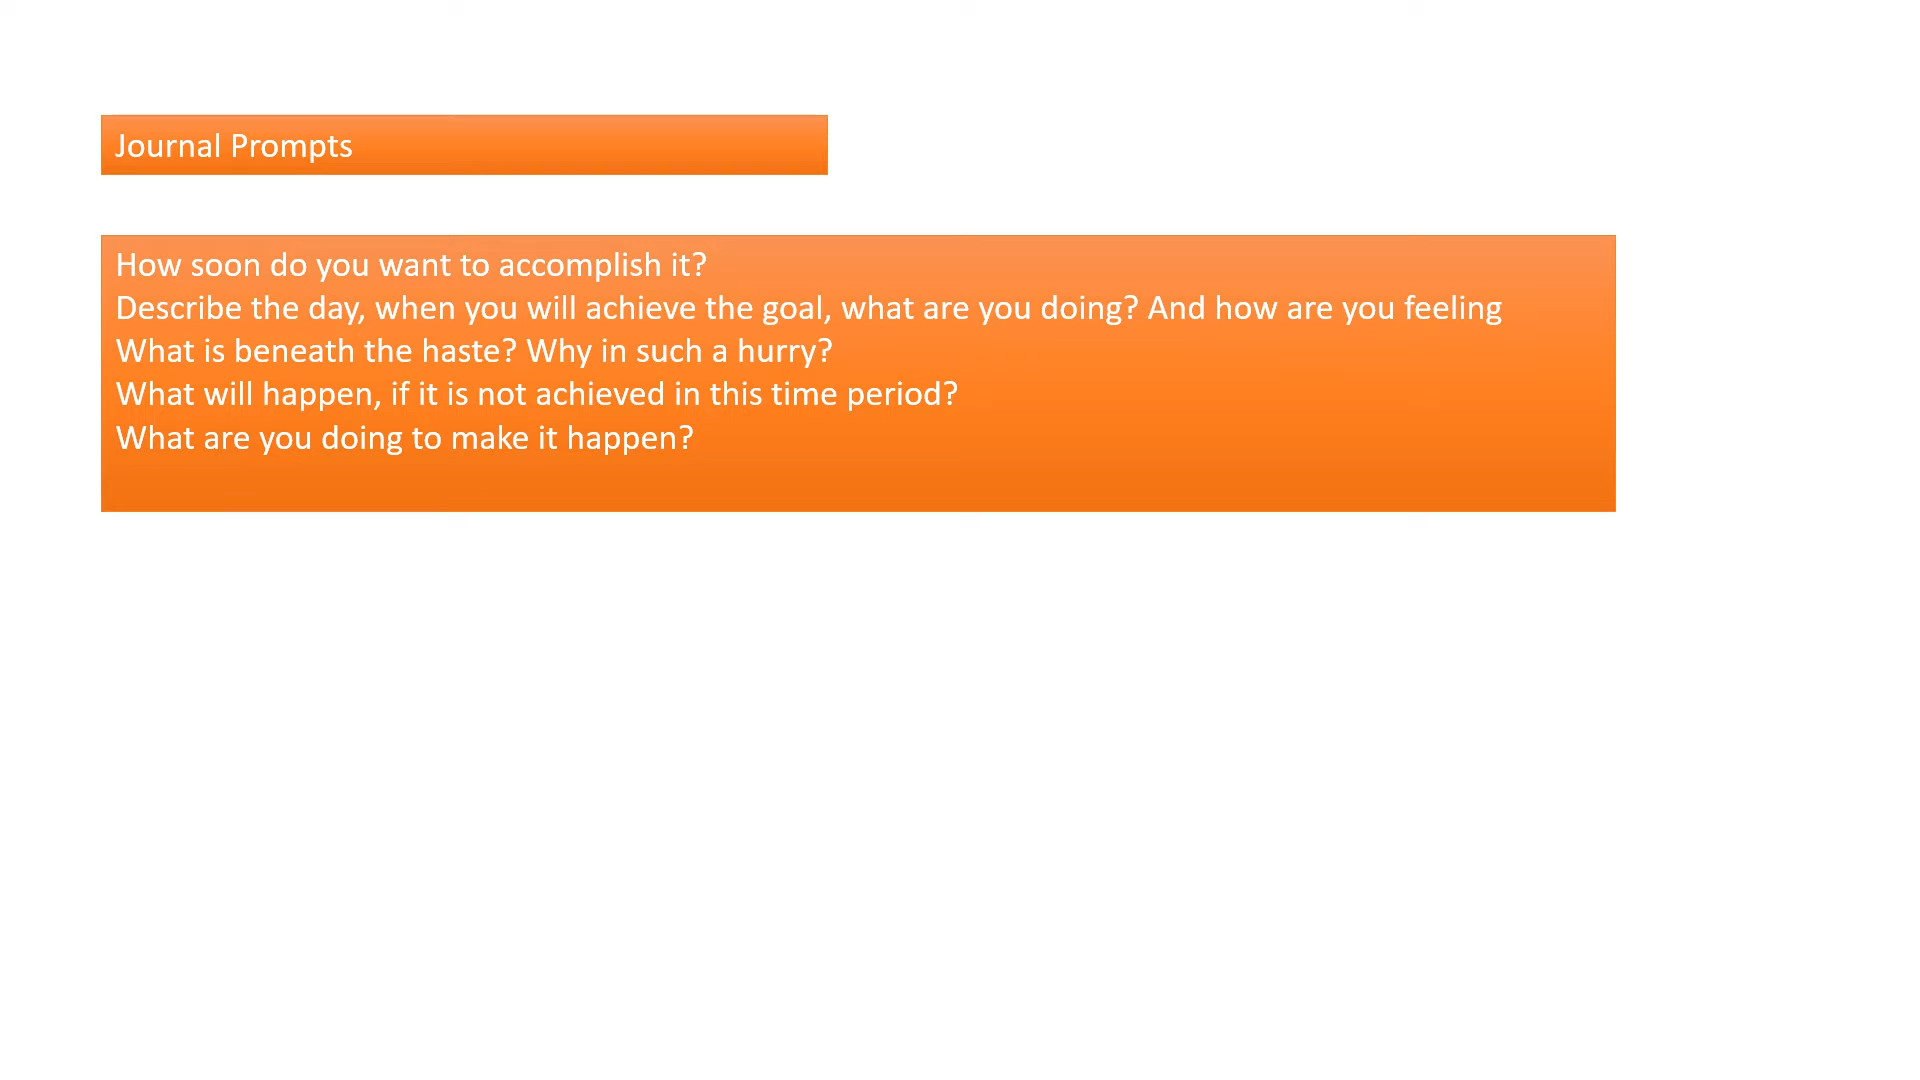 Journal Prompts
How soon do you want to accomplish it?
Describe the day, when you will achieve the goal, what are you doing? And how are you feeling
What is beneath the haste? Why in such a hurry?
What will happen, if it is not achieved in this time period?
What are you doing to make it happen?